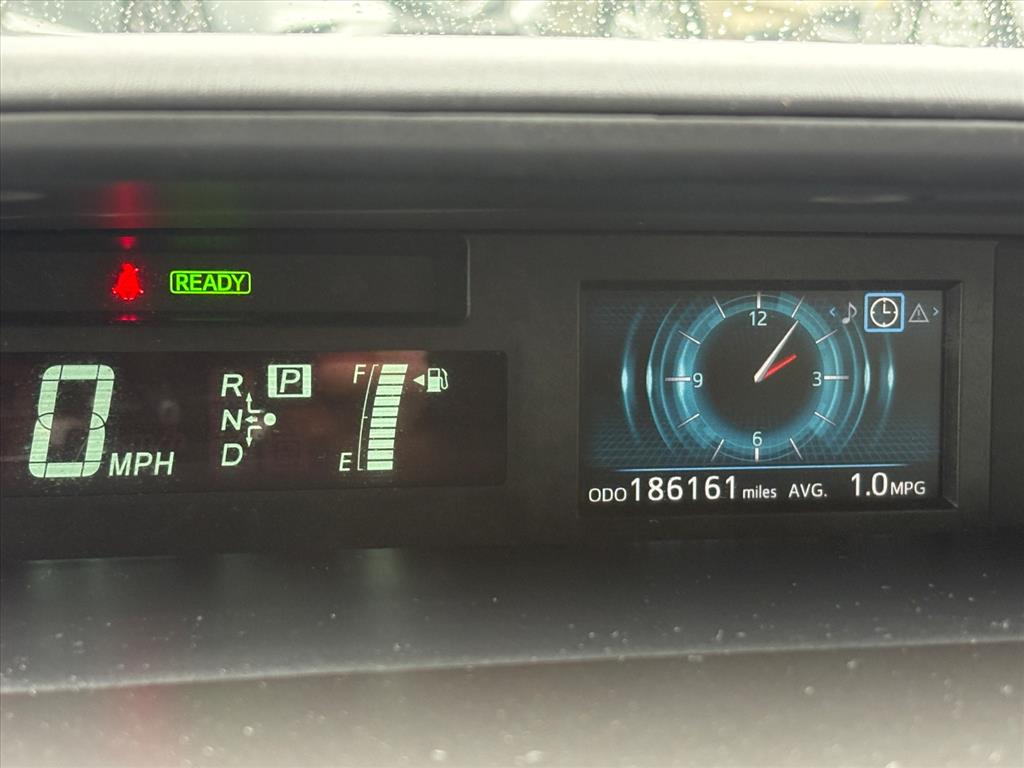 READY
0 MPH
R P
N
D
F
E
12
3
6
9
ODO 186161 miles AVG. 1.0 MPG